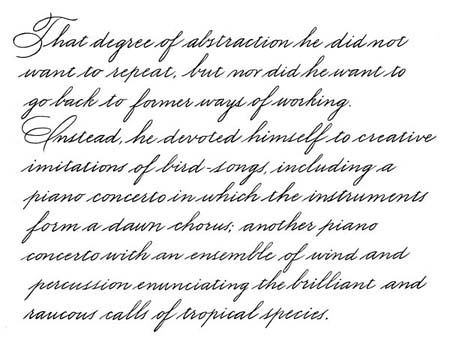 That degree of abstraction he did not
want to repeat, but nor did he want to
go back to former ways of working.
Instead, he devoted himself to creative
imitations of bird-songs, including a
piano concerto in which the instruments
form a dawn chorus; another piano
concerto with an ensemble of wind and
percussion enunciating the brilliant and
raucous calls of tropical species.